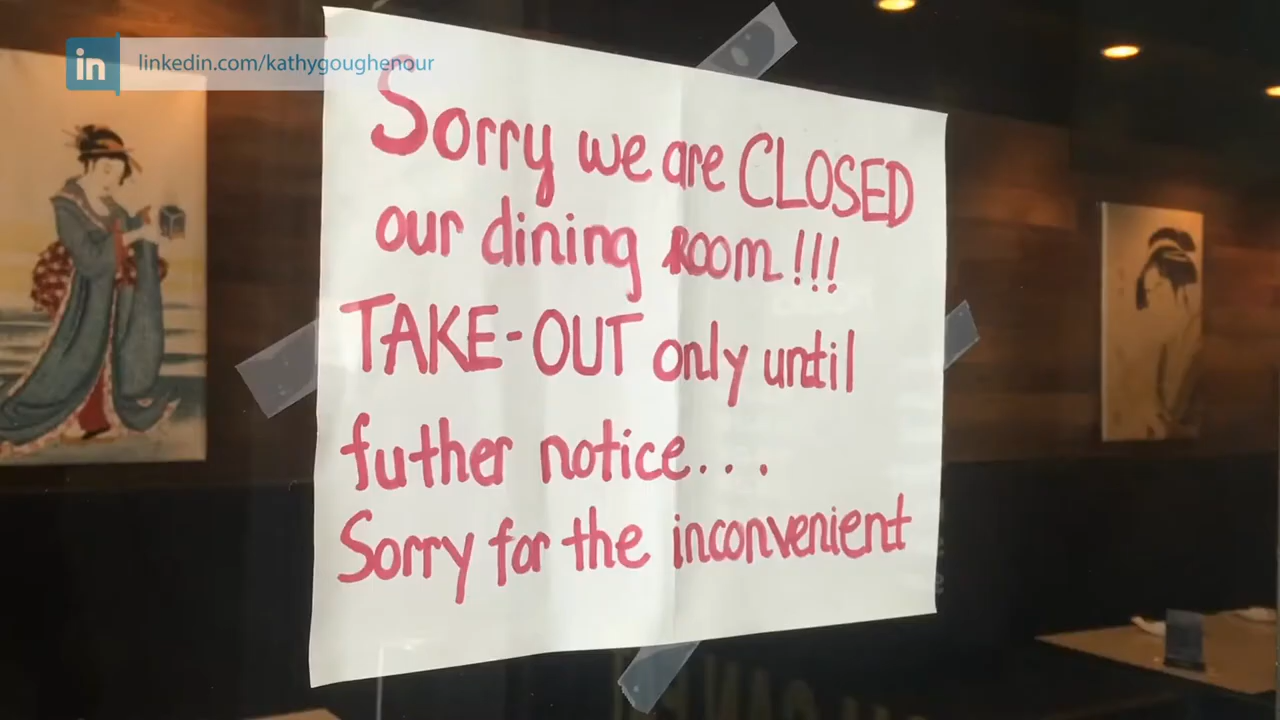 in linkedin.com/kathygoughenour
Sorry we are CLOSED
our dining ROOM!!!
TAKE-OUT only until
futher notice...
Sorry for the inconvenient